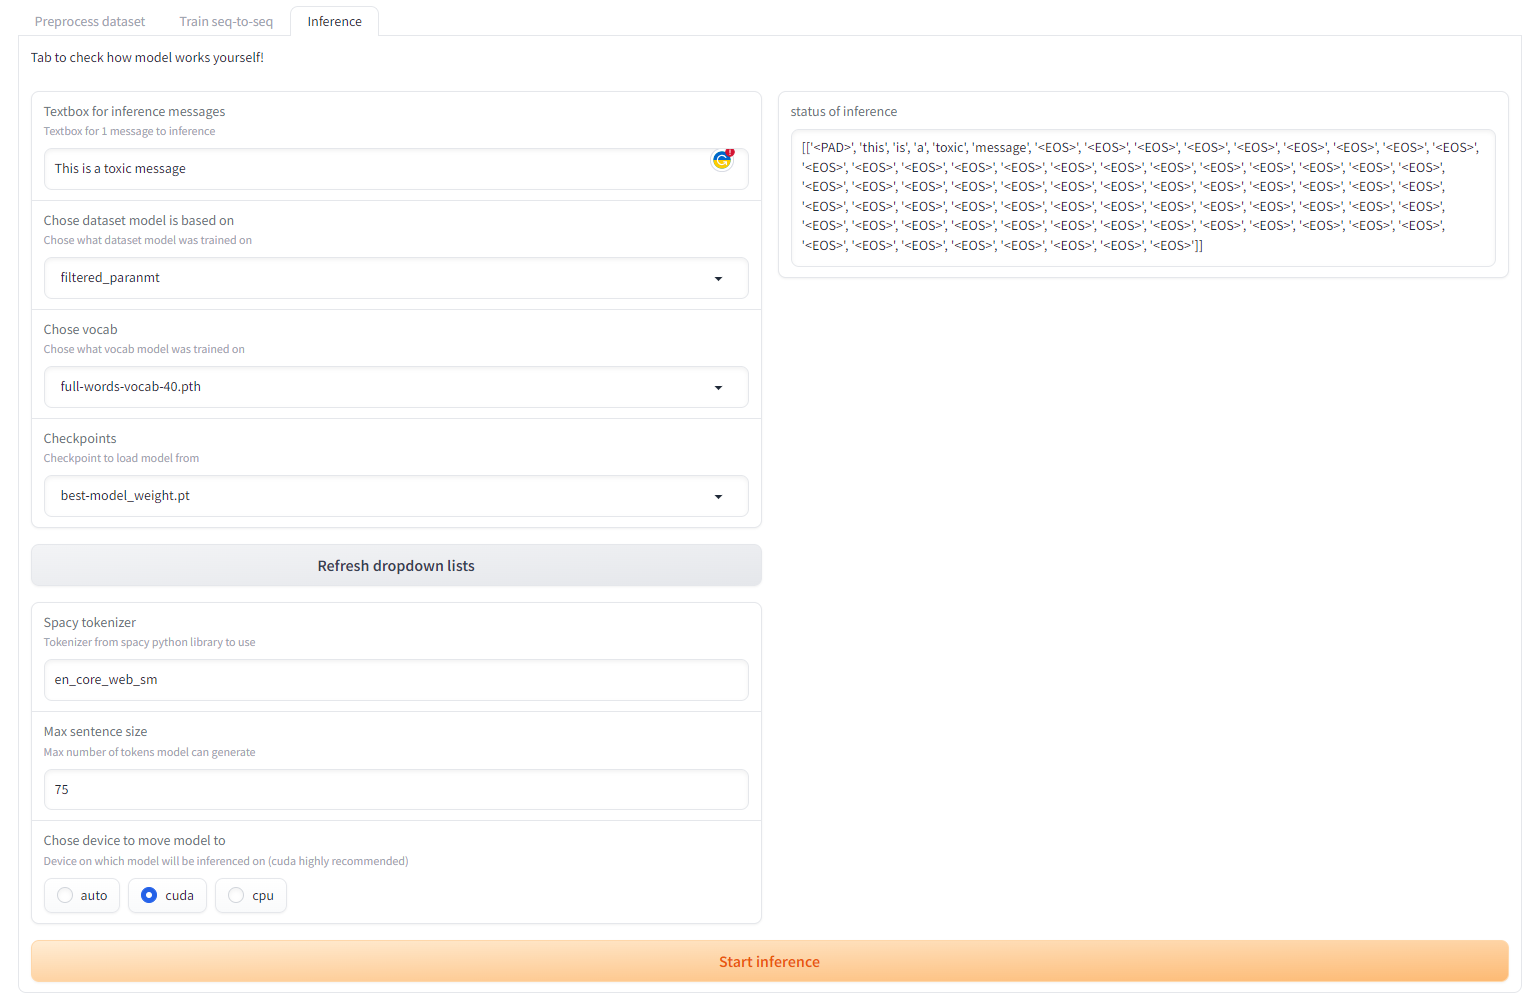 Preprocess dataset
Train seq-to-seq
Inference
Tab to check how model works yourself!
Textbox for inference messages
Textbox for 1 message to inference
This is a toxic message
Chose dataset model is based on
Chose what dataset model was trained on
filtered_paranmt
Chose vocab
Chose what vocab model was trained on
full-words-vocab-40.pth
Checkpoints
Checkpoint to load model from
best-model_weight.pt
Refresh dropdown lists
Spacy tokenizer
Tokenizer from spacy python library to use
en_core_web_sm
Max sentence size
Max number of tokens model can generate
75
Chose device to move model to
Device on which model will be inferenced on (cuda highly recommended)
auto
cuda
cpu
status of inference
[['<PAD>', 'this', 'is', 'a', 'toxic', 'message', '<EOS>', '<EOS>', '<EOS>', '<EOS>', '<EOS>', '<EOS>', '<EOS>', '<EOS>', '<EOS>',
'<EOS>', '<EOS>', '<EOS>', '<EOS>', '<EOS>', '<EOS>', '<EOS>', '<EOS>', '<EOS>', '<EOS>', '<EOS>', '<EOS>', '<EOS>',
'<EOS>', '<EOS>', '<EOS>', '<EOS>', '<EOS>', '<EOS>', '<EOS>', '<EOS>', '<EOS>', '<EOS>', '<EOS>', '<EOS>', '<EOS>',
'<EOS>', '<EOS>', '<EOS>', '<EOS>', '<EOS>', '<EOS>', '<EOS>', '<EOS>', '<EOS>', '<EOS>', '<EOS>', '<EOS>', '<EOS>',
'<EOS>', '<EOS>', '<EOS>', '<EOS>', '<EOS>', '<EOS>', '<EOS>', '<EOS>', '<EOS>', '<EOS>', '<EOS>', '<EOS>', '<EOS>',
'<EOS>', '<EOS>', '<EOS>', '<EOS>', '<EOS>', '<EOS>', '<EOS>', '<EOS>']]
Start inference